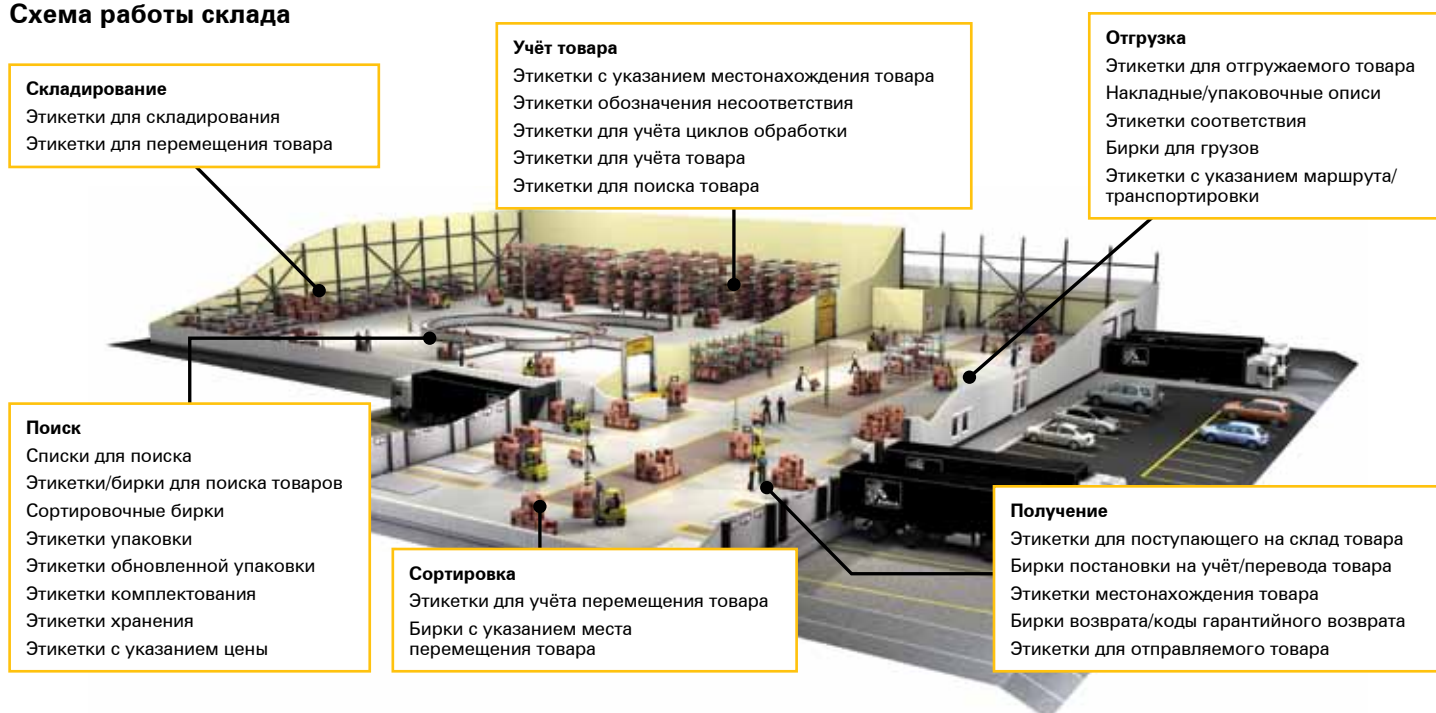 Схема работы склада
Складирование
Этикетки для складирования
Этикетки для перемещения товара
Учёт товара
Этикетки с указанием местонахождения товара
Этикетки обозначения несоответствия
Этикетки для учёта циклов обработки
Этикетки для учёта товара
Этикетки для поиска товара
Отгрузка
Этикетки для отгружаемого товара
Накладные/упаковочные описи
Этикетки соответствия
Бирки для грузов
Этикетки с указанием маршрута/
транспортировки
Поиск
Списки для поиска
Этикетки/бирки для поиска товаров
Сортировочные бирки
Этикетки упаковки
Этикетки обновленной упаковки
Этикетки комплектования
Этикетки хранения
Этикетки с указанием цены
Сортировка
Этикетки для учёта перемещения товара
Бирки с указанием места
перемещения товара
Получение
Этикетки для поступающего на склад товара
Бирки постановки на учёт/перевода товара
Этикетки местонахождения товара
Бирки возврата/коды гарантийного возврата
Этикетки для отправляемого товара